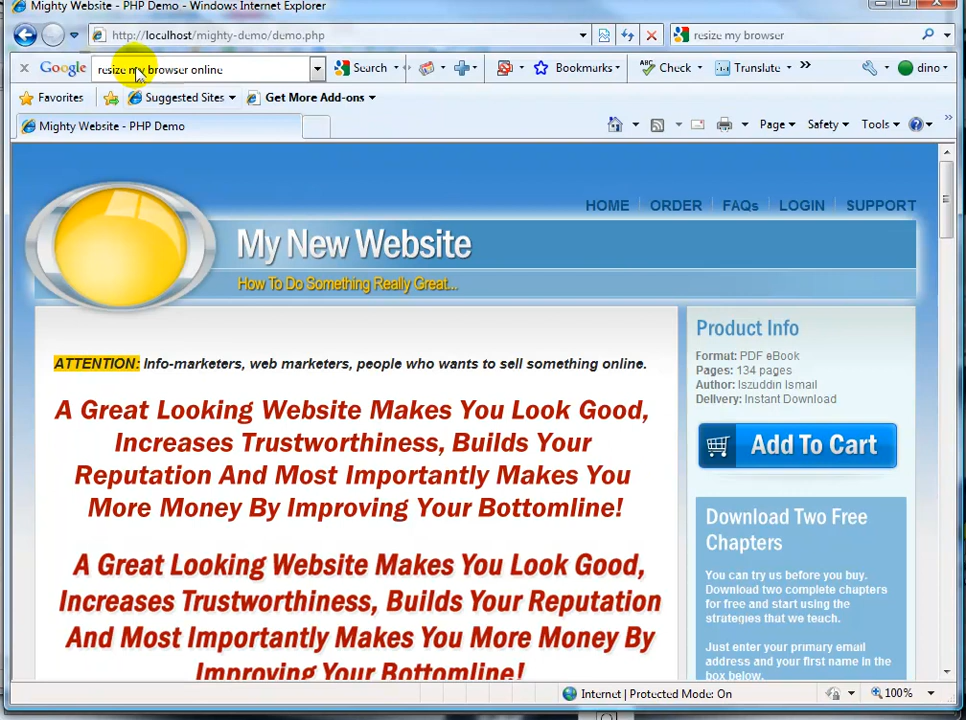 Mighty Website - PHP Demo - Windows Internet Explorer
http://localhost/mighty-demo/demo.php
resize my browser
Google
resize my browser online
Search
Bookmarks
Check
Translate
dino
Favorites
Suggested Sites
Get More Add-ons
Mighty Website - PHP Demo
Page
Safety
Tools
HOME ORDER FAQs LOGIN SUPPORT
My New Website
How To Do Something Really Great...
ATTENTION: Info-marketers, web marketers, people who wants to sell something online.
A Great Looking Website Makes You Look Good,
Increases Trustworthiness, Builds Your
Reputation And Most Importantly Makes You
More Money By Improving Your Bottomline!
A Great Looking Website Makes You Look Good,
Increases Trustworthiness, Builds Your Reputation
And Most Importantly Makes You More Money By
Improving Your Bottomline!
Product Info
Format: PDF eBook
Pages: 134 pages
Author: Iszuddin Ismail
Delivery: Instant Download
Add To Cart
Download Two Free
Chapters
You can try us before you buy.
Download two complete chapters
for free and start using the
strategies that we teach.
Just enter your primary email
address and your first name in the
box below.
Internet | Protected Mode: On
100%